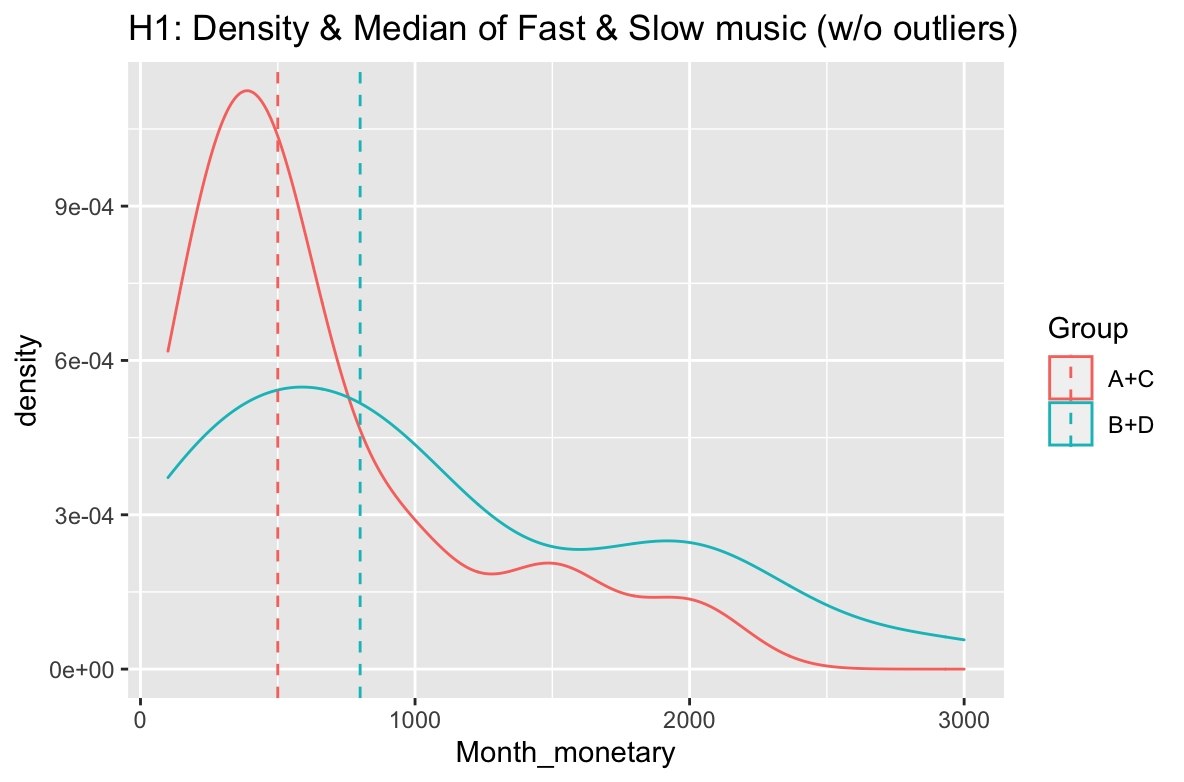 H1: Density & Median of Fast & Slow music (w/o outliers)
density
9e-04
6e-04
3e-04
0e+00
0
1000
2000
3000
Month_monetary
Group
A+C
B+D